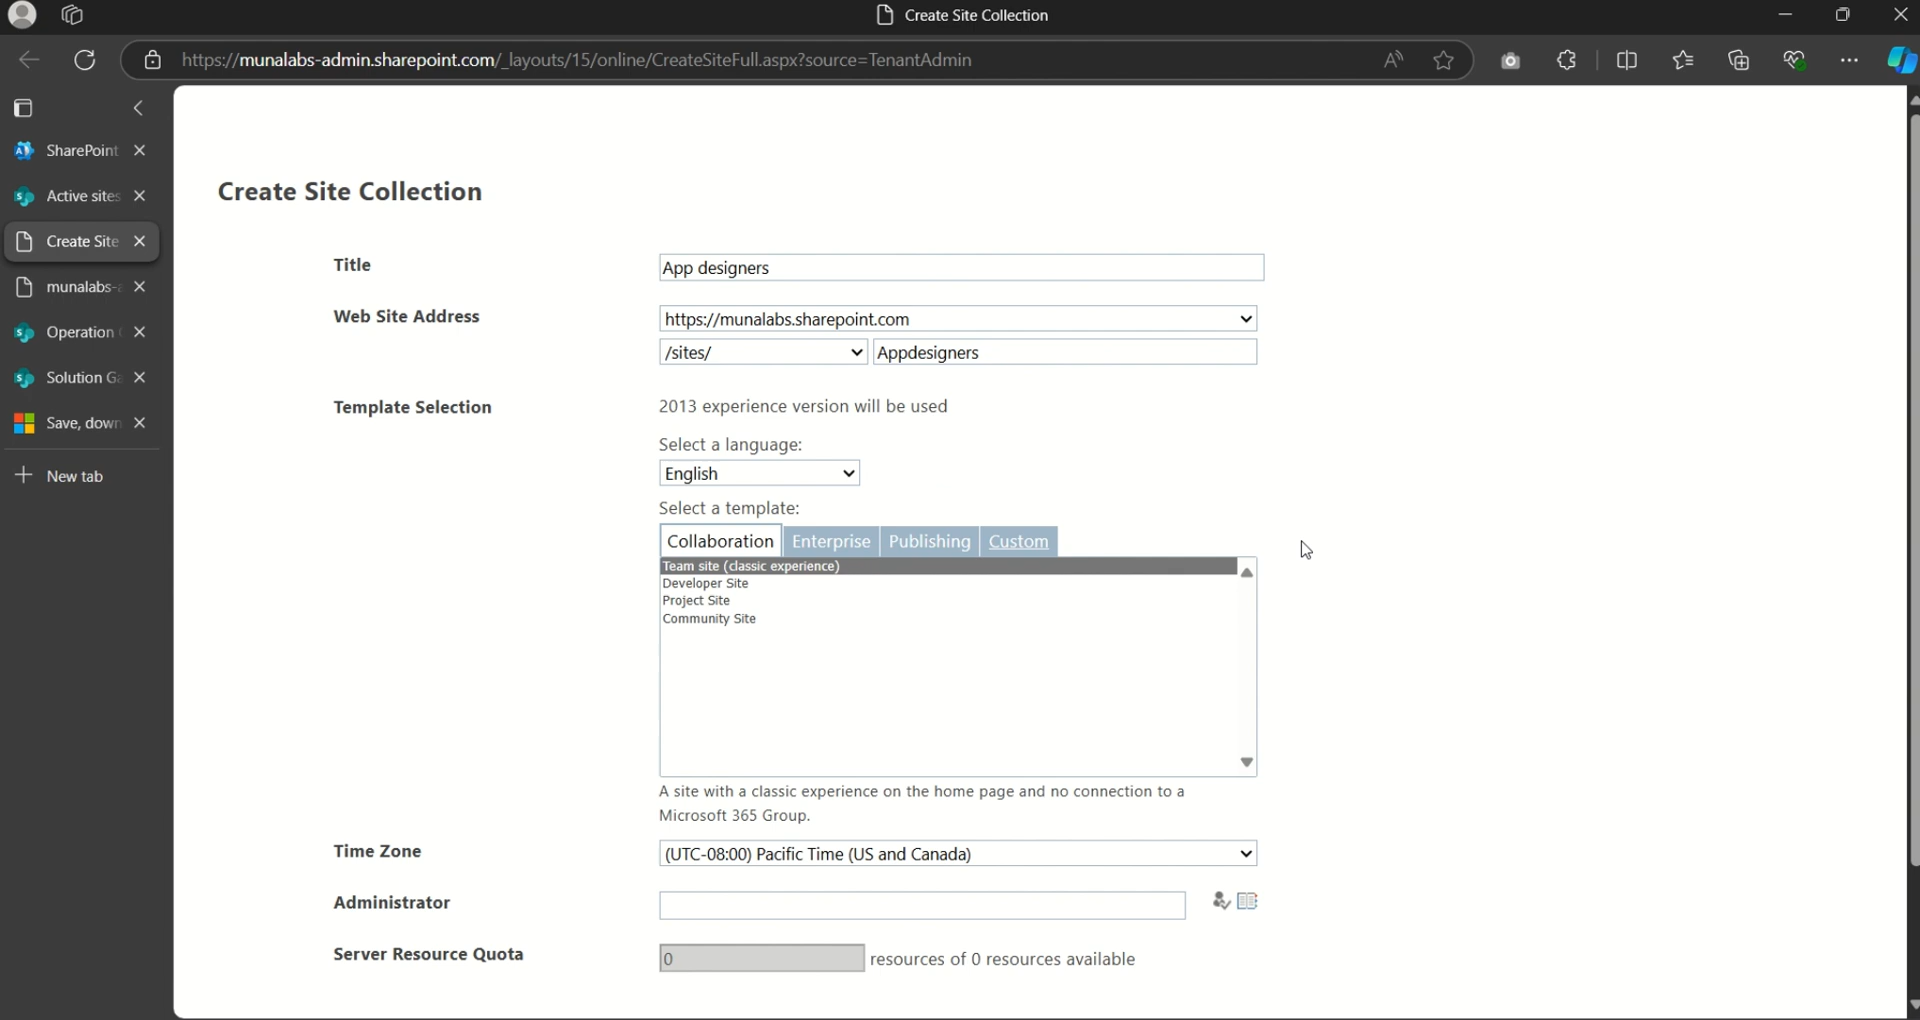 Create Site Collection
https://munalabs-admin.sharepoint.com/_layouts/15/online/CreateSiteFull.aspx?source=TenantAdmin
SharePoint
Active sites
Create Site
munalabs-
Operation
Solution Ga
Save, down
New tab
Create Site Collection
Title
App designers
Web Site Address
https://munalabs.sharepoint.com
/sites/ Appdesigners
Template Selection
2013 experience version will be used
Select a language:
English
Select a template:
Collaboration Enterprise Publishing Custom
Team site (classic experience)
Developer Site
Project Site
Community Site
A site with a classic experience on the home page and no connection to a
Microsoft 365 Group.
Time Zone
(UTC-08:00) Pacific Time (US and Canada)
Administrator
Server Resource Quota
0 resources of 0 resources available